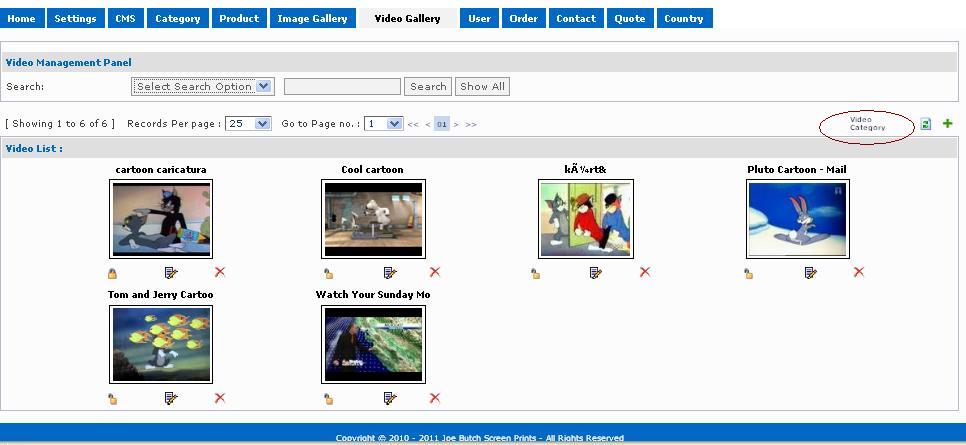 Home Settings CMS Category Product Image Gallery Video Gallery User Order Contact Quote Country
Video Management Panel
Search: Select Search Option Search Show All
[ Showing 1 to 6 of 6 ] Records Per page : 25 Go to Page no. : 1 << < 01 > >>
Video
Category
Video List :
cartoon caricatura Cool cartoon kÃ¼rt& Pluto Cartoon - Mail
Tom and Jerry Cartoo Watch Your Sunday Mo
Copyright © 2010 - 2011 Joe Butch Screen Prints - All Rights Reserved